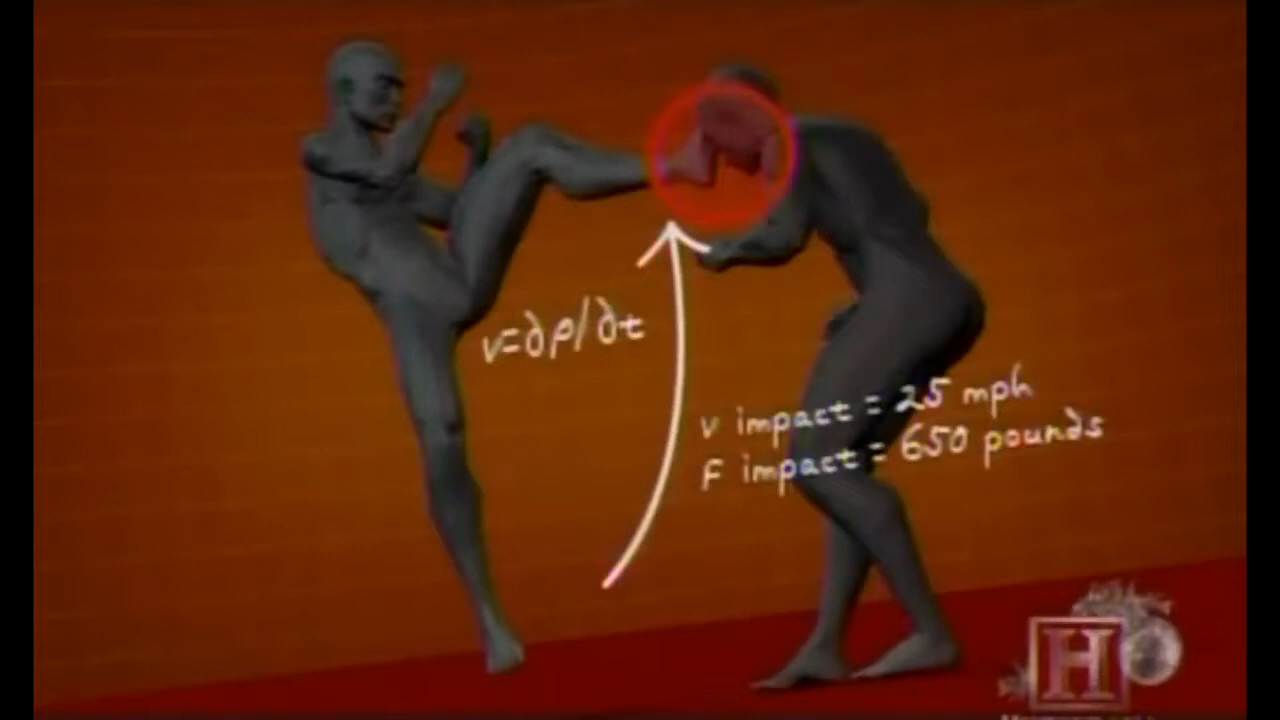 v=∂ρ/∂t
v impact = 25 mph
F impact = 650 pounds
H